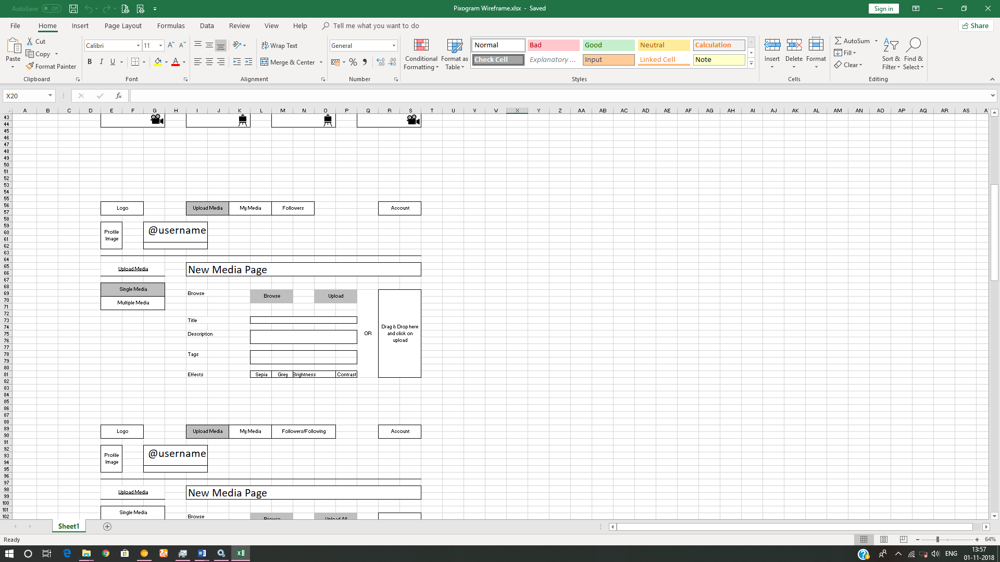 AutoSave Off
Pixogram Wireframe.xlsx - Saved
Sign in
File Home Insert Page Layout Formulas Data Review View Help Tell me what you want to do
Share
Paste
Cut
Copy
Format Painter
Clipboard
Calibri 11
B I U
Font
Wrap Text
Merge & Center
Alignment
General
Number
Conditional Formatting
Format as Table
Normal Bad Good Neutral Calculation
Check Cell Explanatory ... Input Linked Cell Note
Styles
Insert Delete Format
Cells
AutoSum
Fill
Clear
Sort & Filter
Find & Select
Editing
X20
fx
A B C D E F G H I J K L M N O P Q R S T U V W X Y Z AA AB AC AD AE AF AG AH AI AJ AK AL AM AN AO AP AQ AR AS
43
44
45
46
47
48
49
50
51
52
53
54
55
56
57
58
59
60
61
62
63
64
65
66
67
68
69
70
71
72
73
74
75
76
77
78
79
80
81
82
83
84
85
86
87
88
89
90
91
92
93
94
95
96
97
98
99
100
101
102
Logo Upload Media My Media Followers Account
Profile Image
@username
Upload Media
New Media Page
Single Media
Multiple Media
Browse Browse Upload
Title
Description
Tags
Effects Sepia Grey Brightness Contrast
OR
Drag & Drop here
and click on
upload
Logo Upload Media My Media Followers/Following Account
Profile Image
@username
Upload Media
New Media Page
Single Media
Browse Browse Upload All
Sheet1
Ready
64%
ENG
13:57
01-11-2018